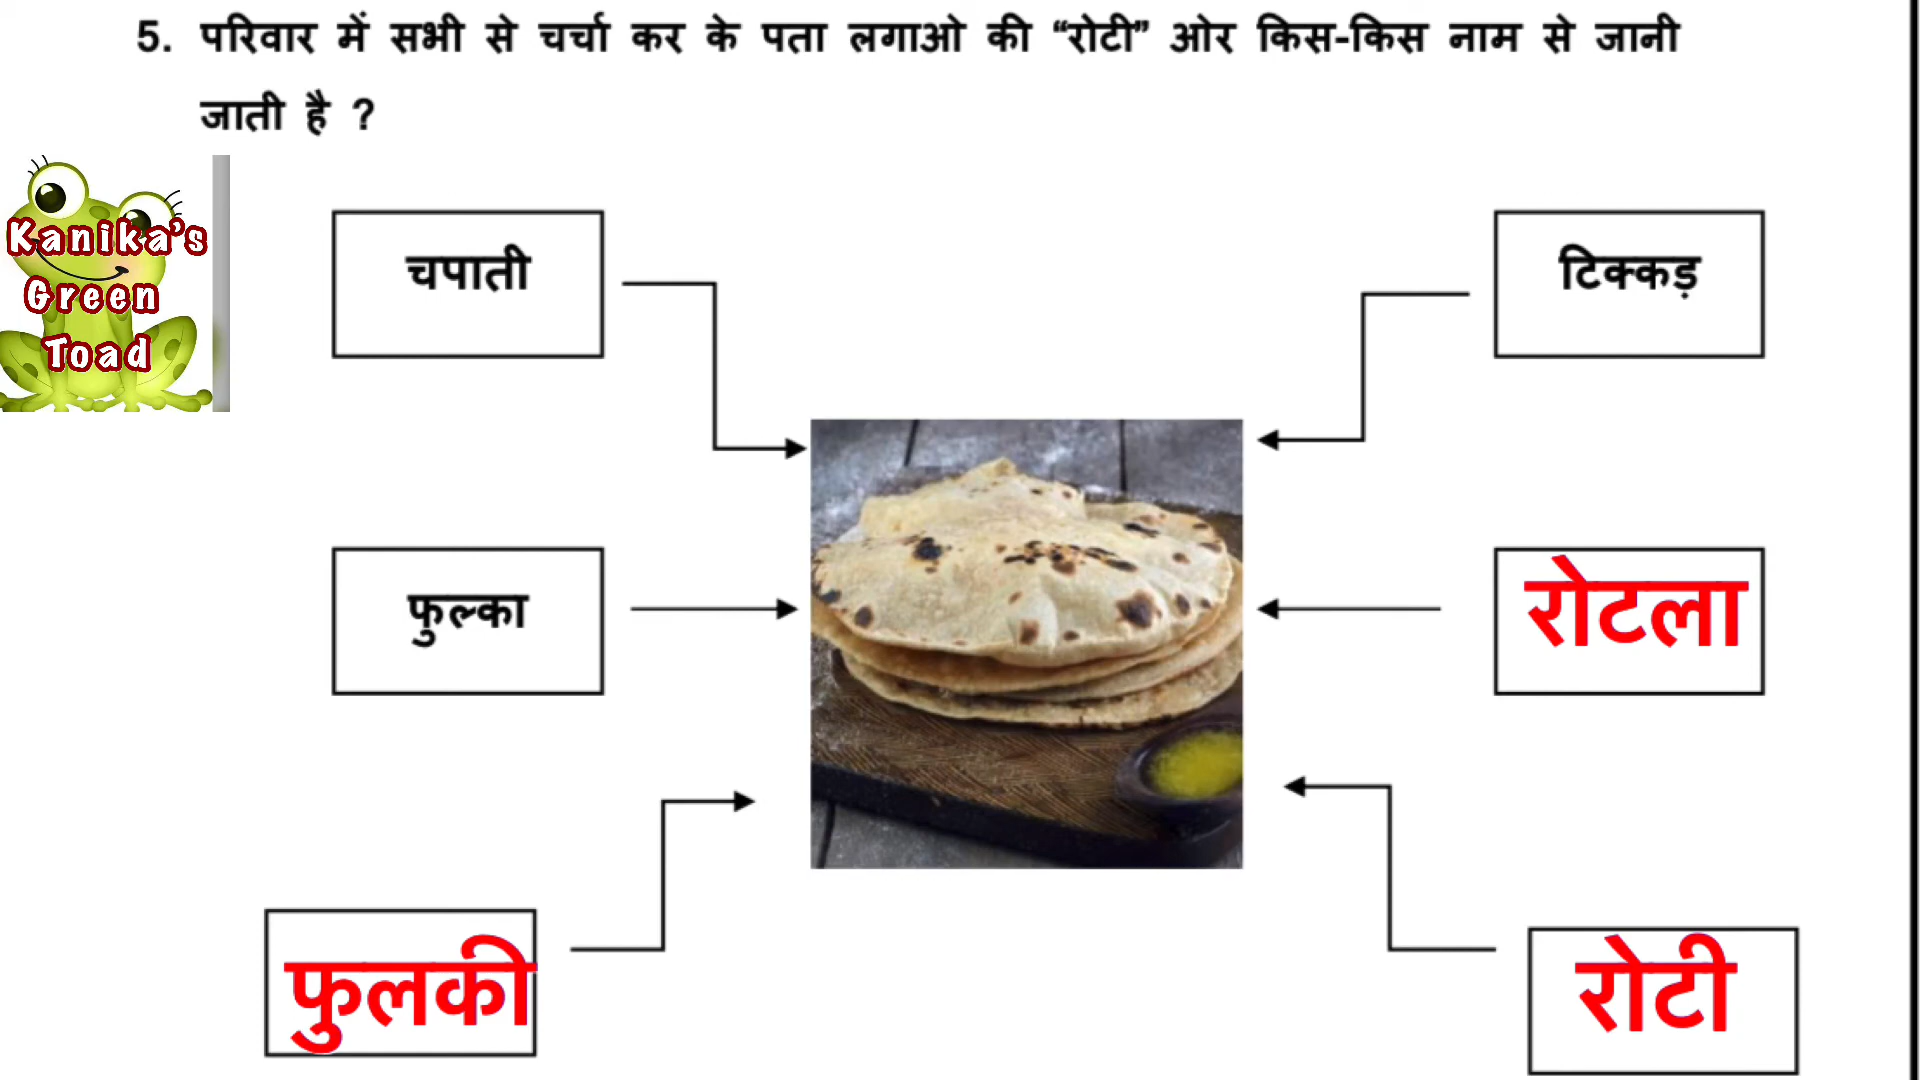 5. परिवार में सभी से चर्चा कर के पता लगाओ की “रोटी” ओर किस-किस नाम से जानी
जाती है ?
Kanika's
Green
Toad
चपाती
टिक्कड़
फुल्का
रोटला
फुलकी
रोटी